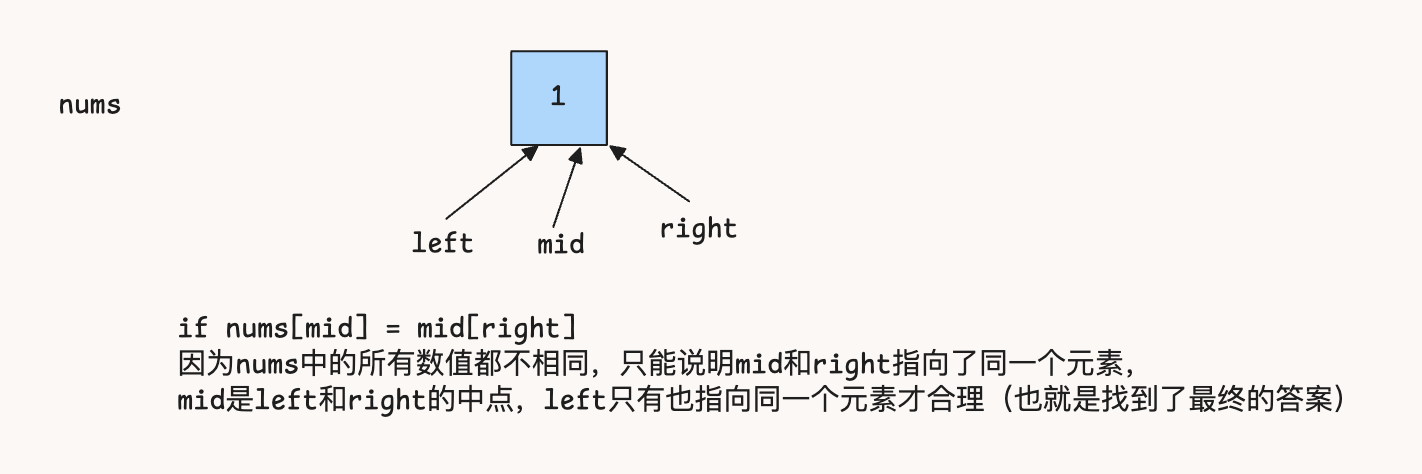 1
nums
left
mid
right
if nums[mid] = mid[right]
因为nums中的所有数值都不相同，只能说明mid和right指向了同一个元素，
mid是left和right的中点，left只有也指向同一个元素才合理（也就是找到了最终的答案）